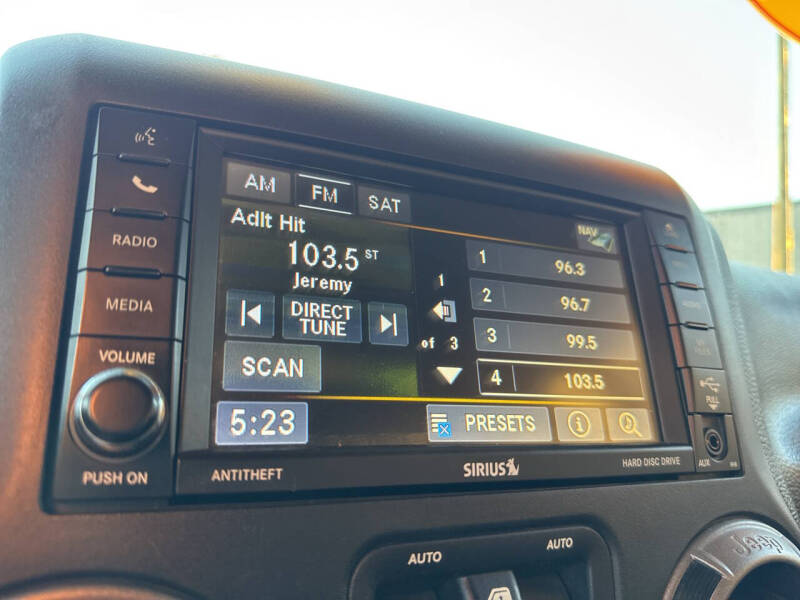 AM FM SAT
NAV
Adlt Hit
103.5 ST
Jeremy
DIRECT
TUNE
SCAN
5:23
1
of 3
1 96.3
2 96.7
3 99.5
4 103.5
PRESETS
RADIO
MEDIA
VOLUME
PUSH ON
ANTITHEFT
SIRIUS
HARD DISC DRIVE
PULL
AUX
AUTO
AUTO
Jeep